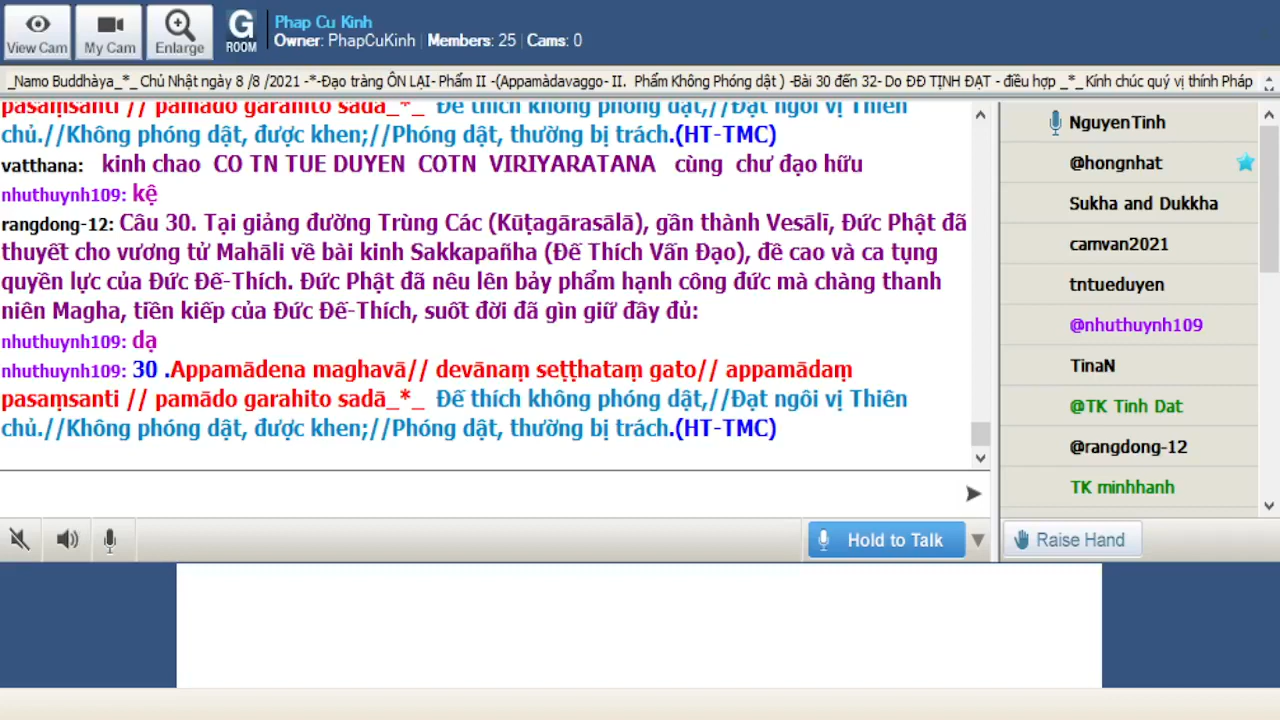 View Cam
My Cam
Enlarge
G
ROOM
Phap Cu Kinh
Owner: PhapCuKinh | Members: 25 | Cams: 0
_Namo Buddhàya_*_ Chủ Nhật ngày 8 /8 /2021 -*-Đạo tràng ÔN LẠI- Phẩm II -(Appamàdavaggo- II. Phẩm Không Phóng dật ) -Bài 30 đến 32- Do ĐĐ TỊNH ĐẠT - điều hợp _*_Kính chúc quý vị thính Pháp
pasaṃsanti // pamādo garahito sadā_*_ Đế thích không phóng dật,//Đạt ngôi vị Thiên
chủ.//Không phóng dật, được khen;//Phóng dật, thường bị trách.(HT-TMC)
vatthana: kinh chao CO TN TUE DUYEN COTN VIRIYARATANA cùng chư đạo hữu
nhuthuynh109: kệ
rangdong-12: Câu 30. Tại giảng đường Trùng Các (Kūṭagārasālā), gần thành Vesālī, Đức Phật đã
thuyết cho vương tử Mahāli về bài kinh Sakkapañha (Đế Thích Vấn Đạo), đề cao và ca tụng
quyền lực của Đức Đế-Thích. Đức Phật đã nêu lên bảy phẩm hạnh công đức mà chàng thanh
niên Magha, tiền kiếp của Đức Đế-Thích, suốt đời đã gìn giữ đầy đủ:
nhuthuynh109: dạ
nhuthuynh109: 30 .Appamādena maghavā// devānaṃ seṭṭhataṃ gato// appamādaṃ
pasaṃsanti // pamādo garahito sadā_*_ Đế thích không phóng dật,//Đạt ngôi vị Thiên
chủ.//Không phóng dật, được khen;//Phóng dật, thường bị trách.(HT-TMC)
NguyenTinh
@hongnhat
Sukha and Dukkha
camvan2021
tntueduyen
@nhuthuynh109
TinaN
@TK Tinh Dat
@rangdong-12
TK minhhanh
Hold to Talk
Raise Hand